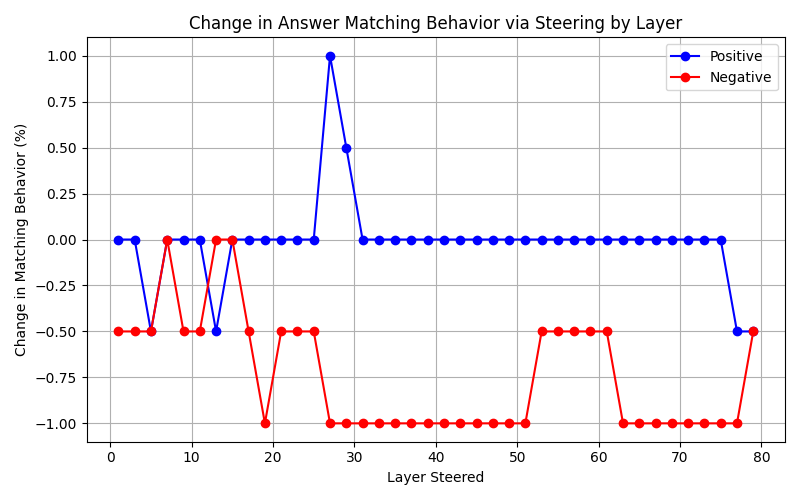 Change in Answer Matching Behavior via Steering by Layer
Positive
Negative
Change in Matching Behavior (%)
1.00
0.75
0.50
0.25
0.00
−0.25
−0.50
−0.75
−1.00
0 10 20 30 40 50 60 70 80
Layer Steered